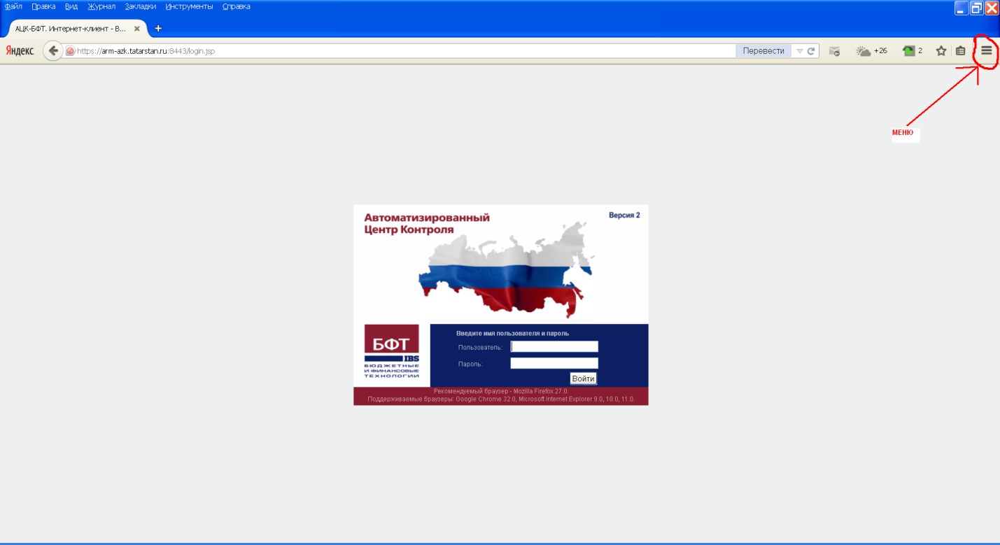 Файл Правка Вид Журнал Закладки Инструменты Справка
АЦК-БФТ. Интернет-клиент - В...
Яндекс https://arm-azk.tatarstan.ru:8443/login.jsp Перевести +26 2
МЕНЮ
Автоматизированный
Центр Контроля
Версия 2
БФТ
IBS
БЮДЖЕТНЫЕ
И ФИНАНСОВЫЕ
ТЕХНОЛОГИИ
Введите имя пользователя и пароль
Пользователь:
Пароль:
Войти
Рекомендуемый браузер - Mozilla Firefox 27.0.
Поддерживаемые браузеры: Google Chrome 32.0, Microsoft Internet Explorer 9.0, 10.0, 11.0.